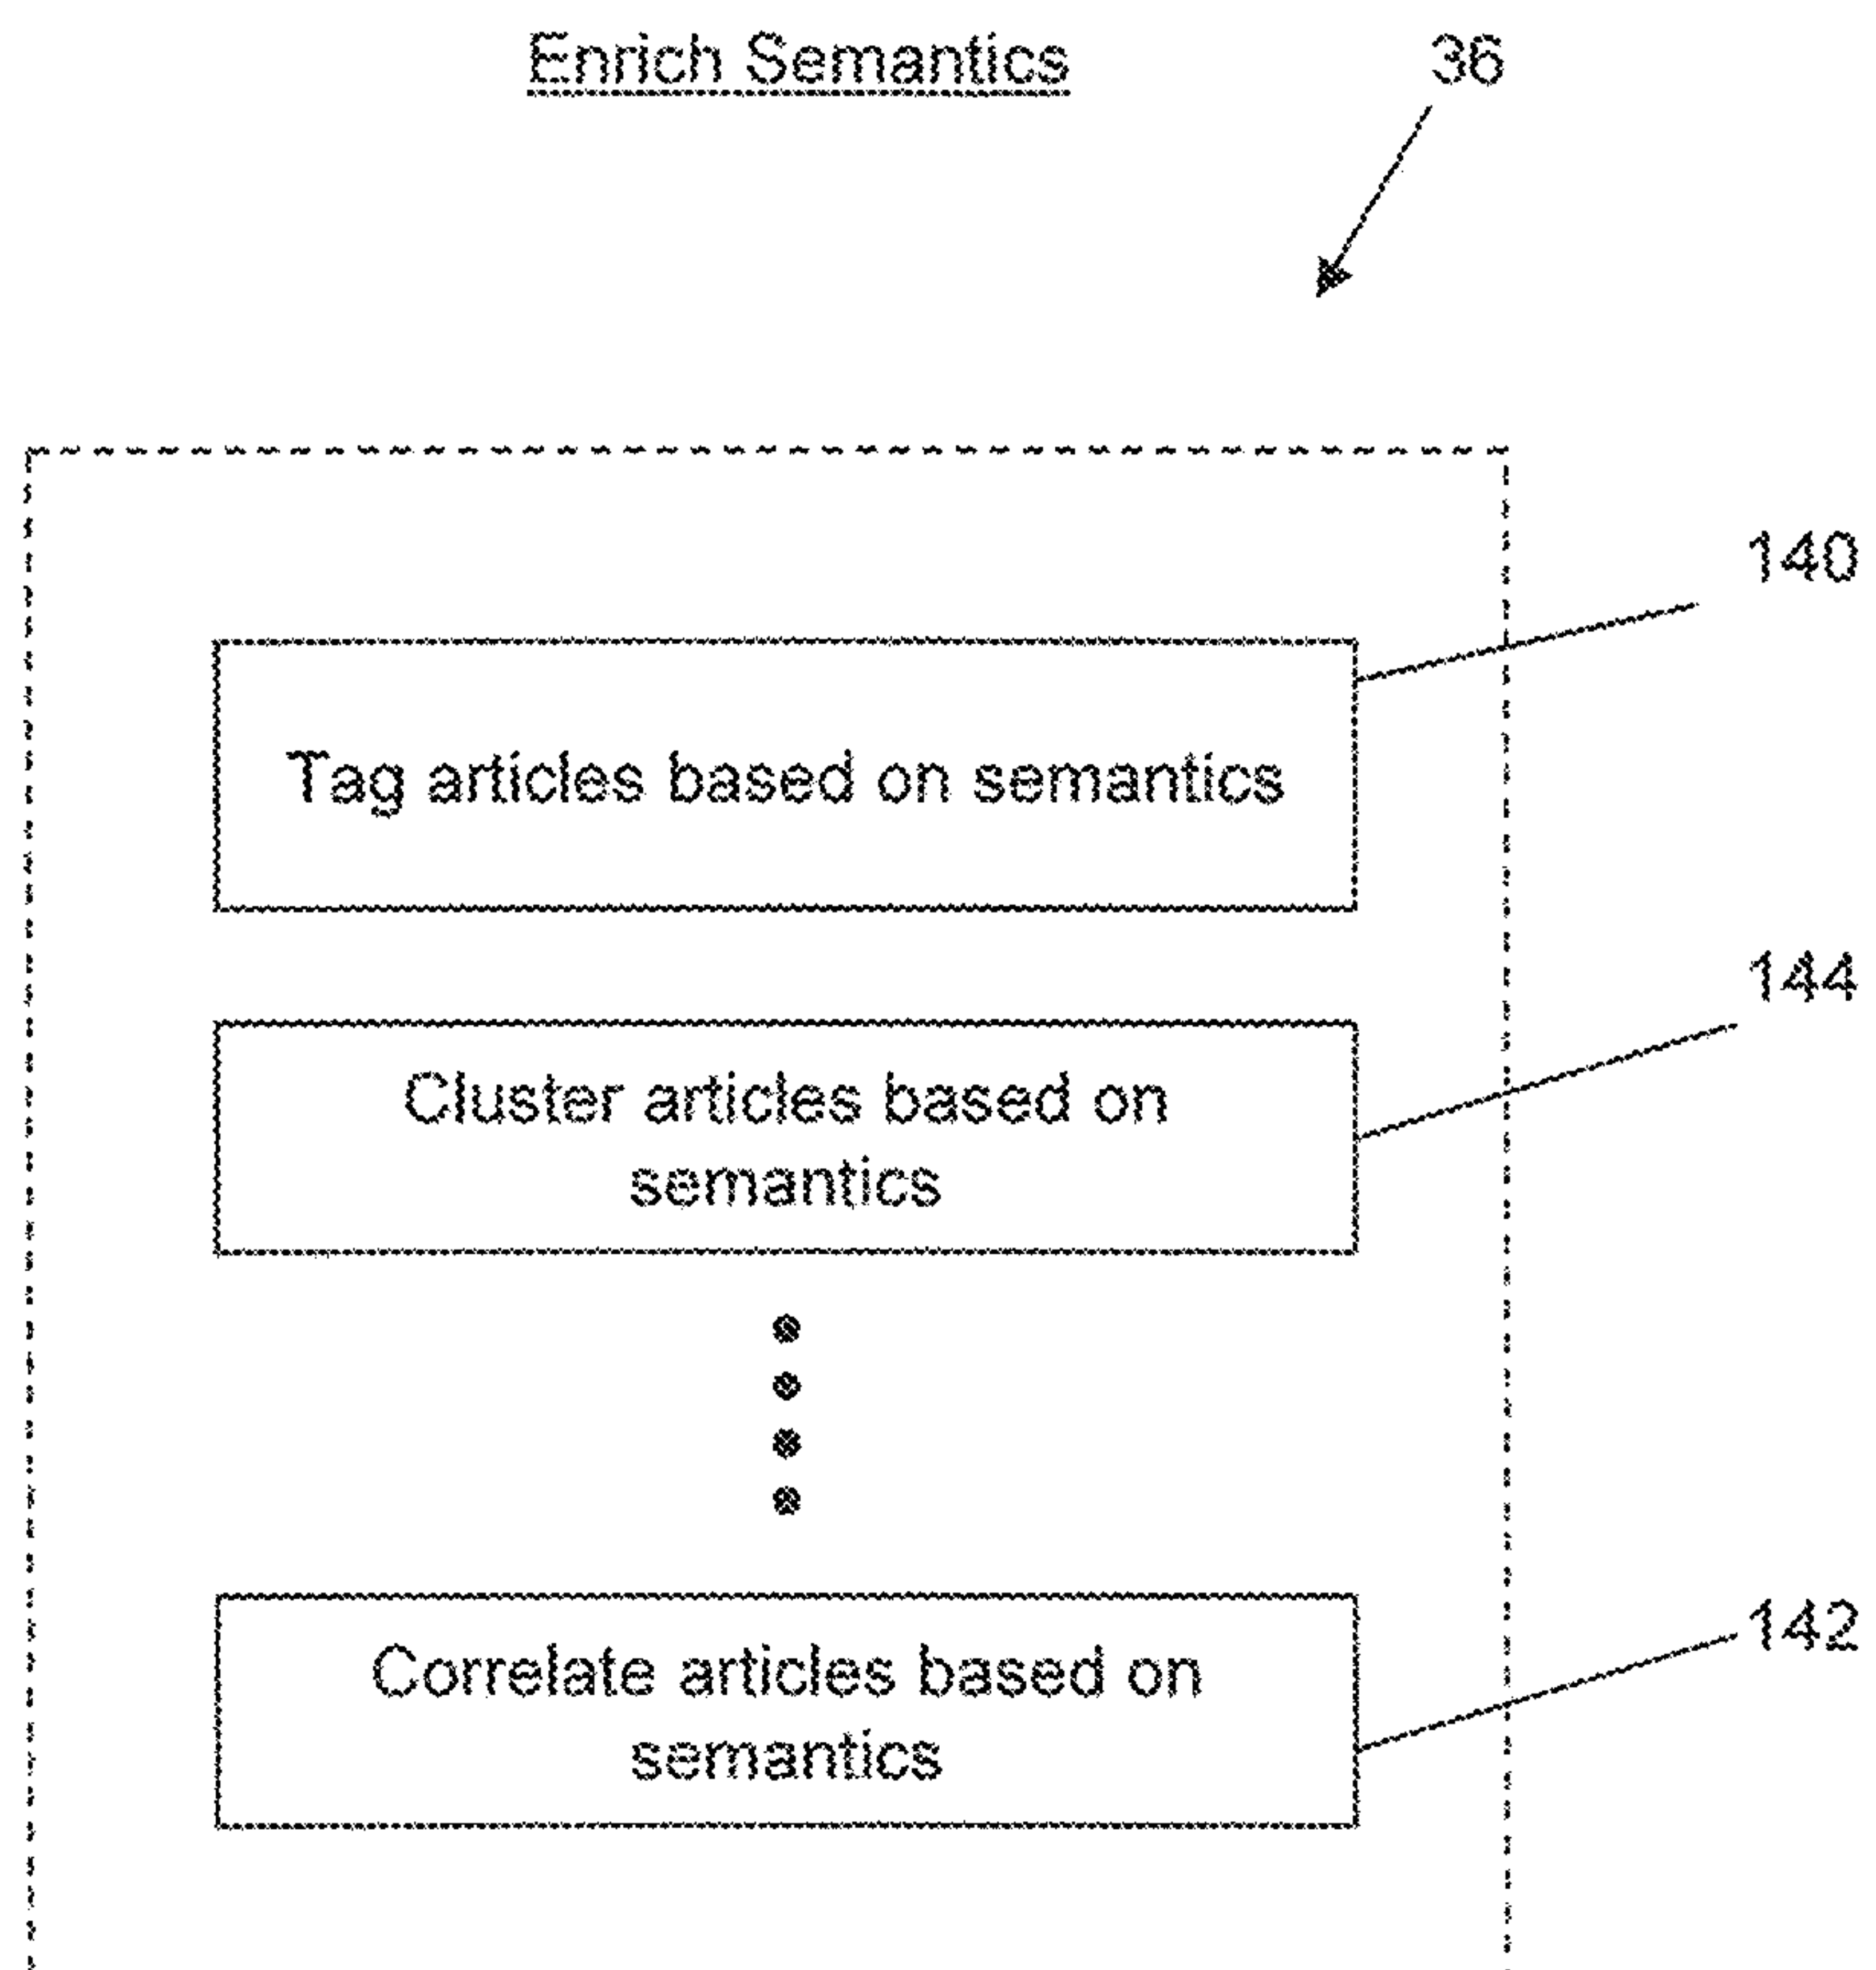 Enrich Semantics
36
140
Tag articles based on semantics
144
Cluster articles based on
semantics
142
Correlate articles based on
semantics